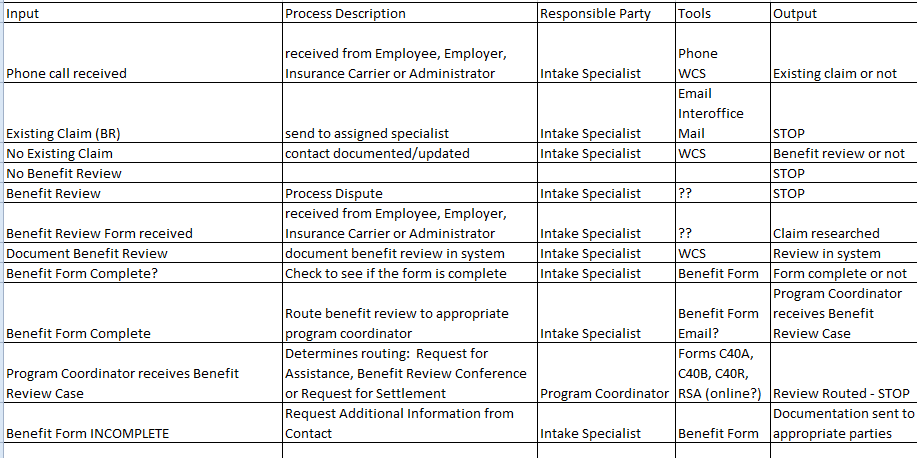 Input Process Description Responsible Party Tools Output
Phone call received received from Employee, Employer, Insurance Carrier or Administrator Intake Specialist Phone WCS Existing claim or not
Existing Claim (BR) send to assigned specialist Intake Specialist Email Interoffice Mail STOP
No Existing Claim contact documented/updated Intake Specialist WCS Benefit review or not
No Benefit Review STOP
Benefit Review Process Dispute Intake Specialist ?? STOP
Benefit Review Form received received from Employee, Employer, Insurance Carrier or Administrator Intake Specialist ?? Claim researched
Document Benefit Review document benefit review in system Intake Specialist WCS Review in system
Benefit Form Complete? Check to see if the form is complete Intake Specialist Benefit Form Form complete or not
Benefit Form Complete Route benefit review to appropriate program coordinator Intake Specialist Benefit Form Email? Program Coordinator receives Benefit Review Case
Program Coordinator receives Benefit Review Case Determines routing: Request for Assistance, Benefit Review Conference or Request for Settlement Program Coordinator Forms C40A, C40B, C40R, RSA (online?) Review Routed - STOP
Benefit Form INCOMPLETE Request Additional Information from Contact Intake Specialist Benefit Form Documentation sent to appropriate parties